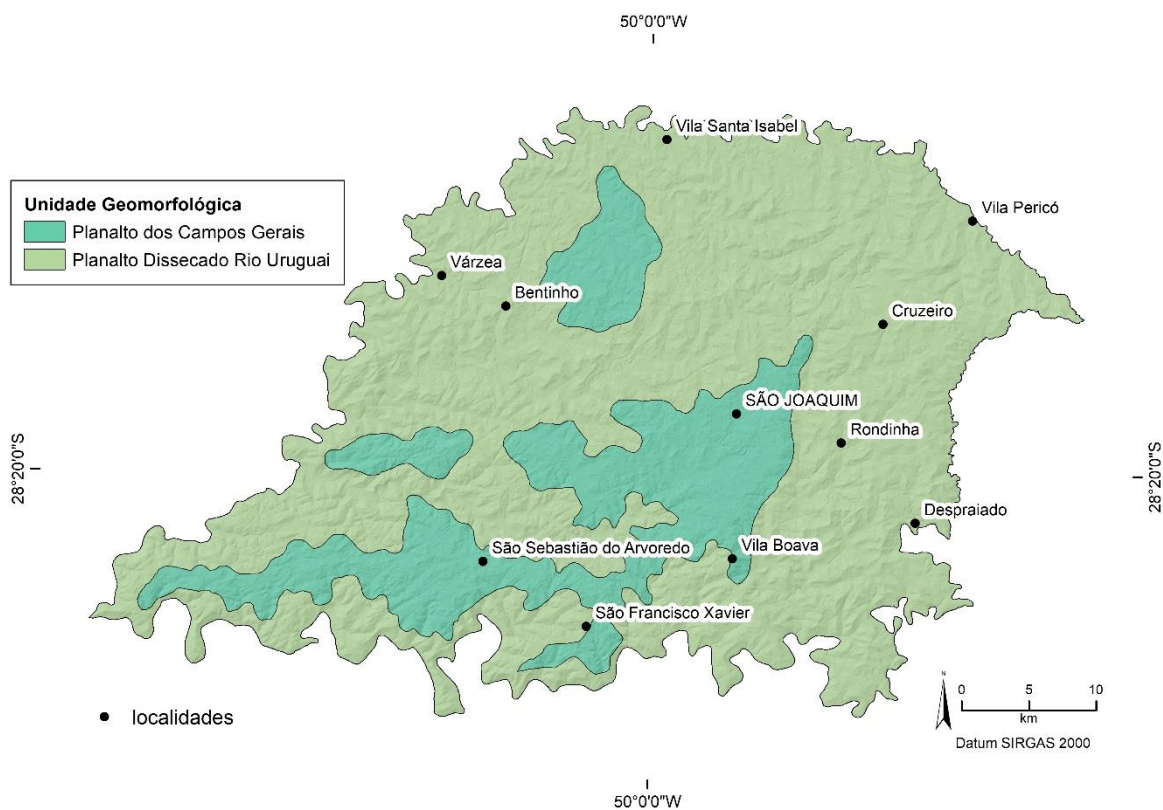 50°0'0"W
Vila Santa Isabel
Unidade Geomorfológica
Planalto dos Campos Gerais
Planalto Dissecado Rio Uruguai
Vila Pericó
Várzea
Bentinho
Cruzeiro
SÃO JOAQUIM
Rondinha
28°20'0"S
28°20'0"S
Despraiado
São Sebastião do Arvoredo
Vila Boava
São Francisco Xavier
localidades
N
0 5 10
km
Datum SIRGAS 2000
50°0'0"W